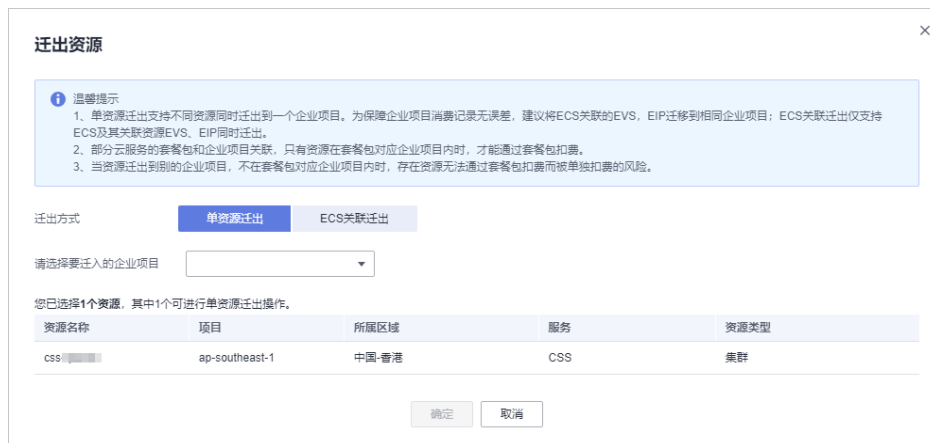 迁出资源
温馨提示
1、单资源迁出支持不同资源同时迁出到一个企业项目。为保障企业项目消费记录无误差，建议将ECS关联的EVS，EIP迁移到相同企业项目；ECS关联迁出仅支持
ECS及其关联资源EVS、EIP同时迁出。
2、部分云服务的套餐包和企业项目关联，只有资源在套餐包对应企业项目内时，才能通过套餐包扣费。
3、当资源迁出到别的企业项目，不在套餐包对应企业项目内时，存在资源无法通过套餐包扣费而被单独扣费的风险。
迁出方式 单资源迁出 ECS关联迁出
请选择要迁入的企业项目
您已选择1个资源，其中1个可进行单资源迁出操作。
资源名称 项目 所属区域 服务 资源类型
css- ap-southeast-1 中国-香港 CSS 集群
确定 取消